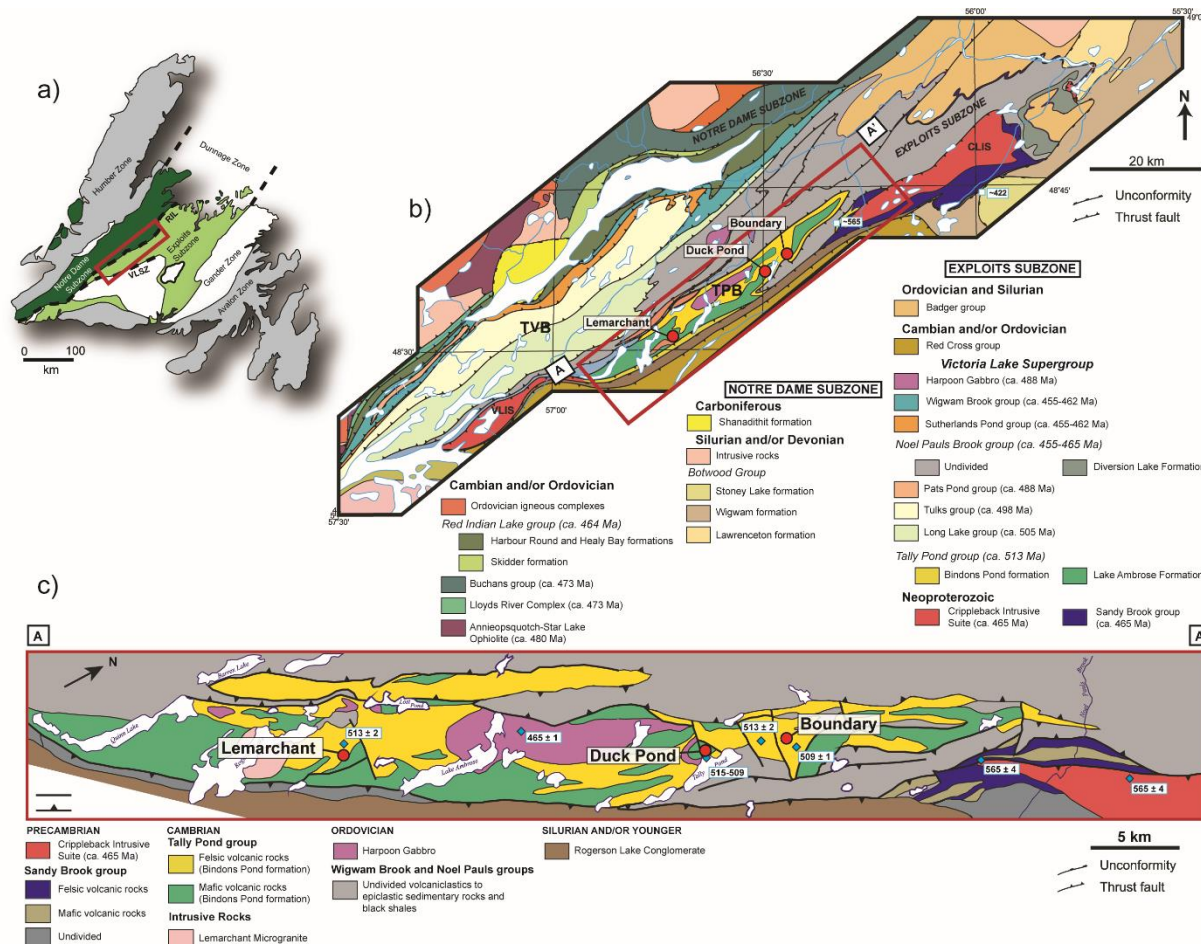 a)
Humber Zone
Dunnage Zone
Notre Dame
Subzone
RIL
Exploits
Subzone
VLSZ
Gander Zone
Avalon Zone
0 100
km
b)
56°30'
56°00'
55°30'
48°45'
48°30'
57°00'
57°30'
N
20 km
Unconformity
Thrust fault
NOTRE DAME SUBZONE
EXPLOITS SUBZONE
A'
CLIS
~422
~565
Boundary
Duck Pond
TPB
Lemarchant
TVB
A
VLIS
EXPLOITS SUBZONE
Ordovician and Silurian
Badger group
Cambian and/or Ordovician
Red Cross group
Victoria Lake Supergroup
Harpoon Gabbro (ca. 488 Ma)
Wigwam Brook group (ca. 455-462 Ma)
Sutherlands Pond group (ca. 455-462 Ma)
Noel Pauls Brook group (ca. 455-465 Ma)
Undivided
Diversion Lake Formation
Pats Pond group (ca. 488 Ma)
Tulks group (ca. 498 Ma)
Long Lake group (ca. 505 Ma)
Tally Pond group (ca. 513 Ma)
Bindons Pond formation
Lake Ambrose Formation
Neoproterozoic
Crippleback Intrusive
Suite (ca. 465 Ma)
Sandy Brook group
(ca. 465 Ma)
NOTRE DAME SUBZONE
Carboniferous
Shanadithit formation
Silurian and/or Devonian
Intrusive rocks
Botwood Group
Stoney Lake formation
Wigwam formation
Lawrenceton formation
Cambian and/or Ordovician
Ordovician igneous complexes
Red Indian Lake group (ca. 464 Ma)
Harbour Round and Healy Bay formations
Skidder formation
Buchans group (ca. 473 Ma)
Lloyds River Complex (ca. 473 Ma)
Annieopsquotch-Star Lake
Ophiolite (ca. 480 Ma)
c)
A
N
Barren Lake
Quinn Lake
Lost
Pond
Lemarchant
513 ± 2
465 ± 1
Lake Ambrose
Duck Pond
515-509
Tally Pond
513 ± 2
Boundary
509 ± 1
565 ± 4
565 ± 4
5 km
Unconformity
Thrust fault
PRECAMBRIAN
Crippleback Intrusive
Suite (ca. 465 Ma)
Sandy Brook group
Felsic volcanic rocks
Mafic volcanic rocks
Undivided
CAMBRIAN
Tally Pond group
Felsic volcanic rocks
(Bindons Pond formation)
Mafic volcanic rocks
(Bindons Pond formation)
Intrusive Rocks
Lemarchant Microgranite
ORDOVICIAN
Harpoon Gabbro
Wigwam Brook and Noel Pauls groups
Undivided volcaniclastics to
epiclastic sedimentary rocks and
black shales
SILURIAN AND/OR YOUNGER
Rogerson Lake Conglomerate